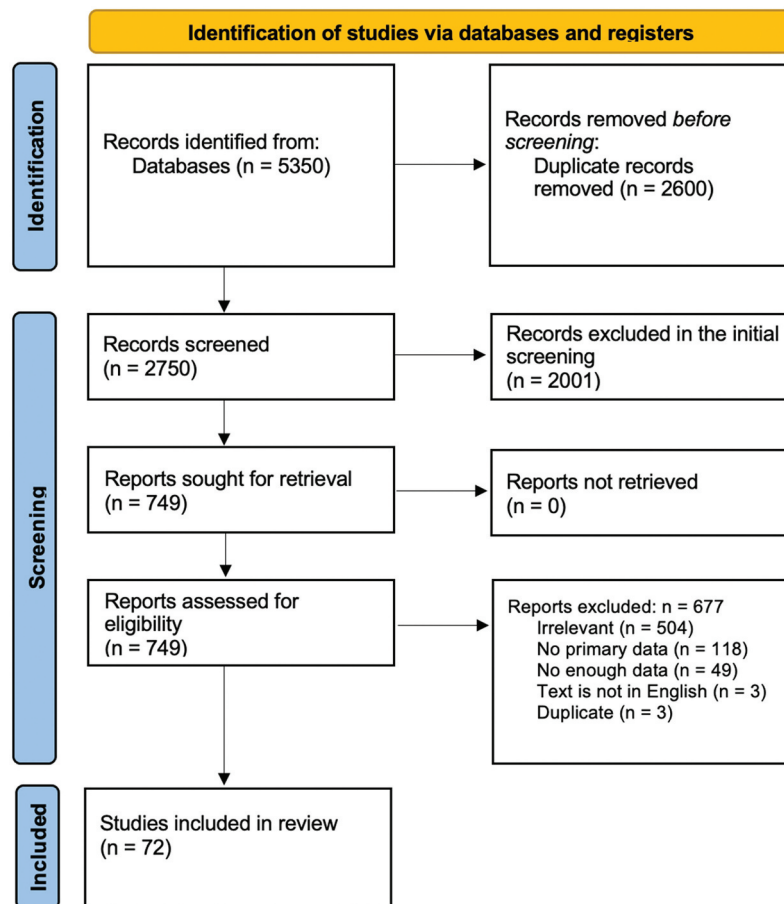 Identification of studies via databases and registers
Identification
Records identified from:
Databases (n = 5350)
Records removed before
screening:
Duplicate records
removed (n = 2600)
Screening
Records screened
(n = 2750)
Records excluded in the initial
screening
(n = 2001)
Reports sought for retrieval
(n = 749)
Reports not retrieved
(n = 0)
Reports assessed for
eligibility
(n = 749)
Reports excluded: n = 677
Irrelevant (n = 504)
No primary data (n = 118)
No enough data (n = 49)
Text is not in English (n = 3)
Duplicate (n = 3)
Included
Studies included in review
(n = 72)